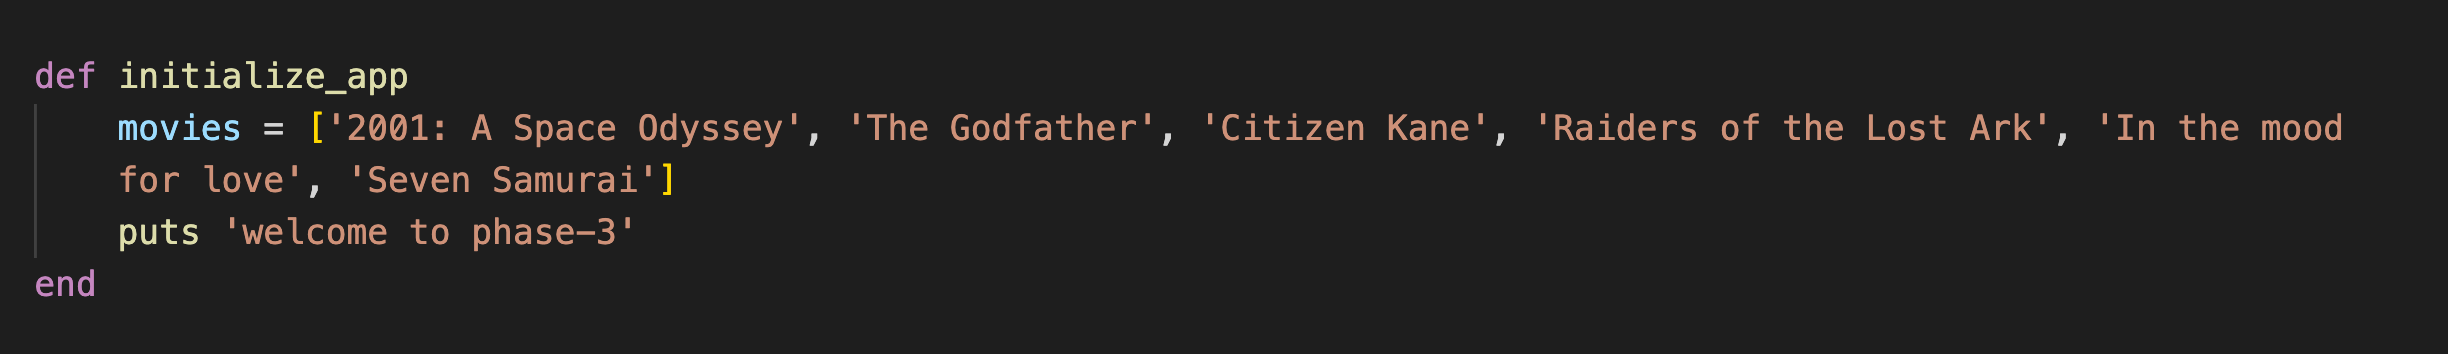 def initialize_app
movies = ['2001: A Space Odyssey', 'The Godfather', 'Citizen Kane', 'Raiders of the Lost Ark', 'In the mood
for love', 'Seven Samurai']
puts 'welcome to phase-3'
end